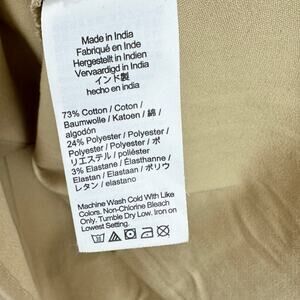 Made in India
Fabriqué en Inde
Hergestellt in Indien
Vervaardigd in India
インド製
hecho en india
73% Cotton / Coton /
Baumwolle / Katoen / 綿 /
algodón
24% Polyester / Polyester /
Polyester / Polyester / ポ
リエステル / poliéster
3% Elastane / Élasthanne /
Elastan / Elastaan / ポリウ
レタン / elastano
Machine Wash Cold With Like
Colors. Non-Chlorine Bleach
Only. Tumble Dry Low. Iron on
Lowest Setting.